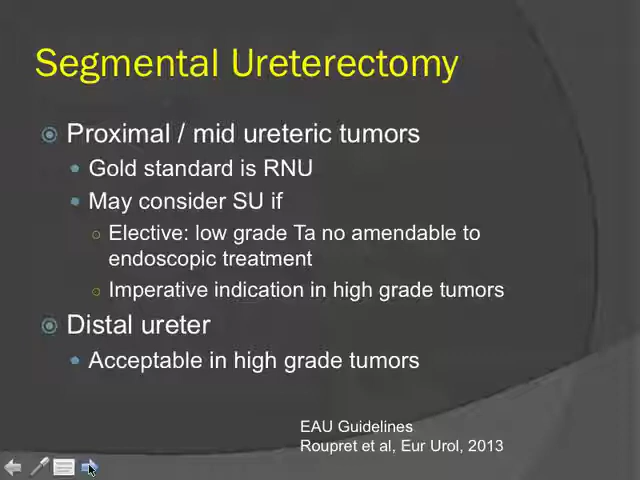 Segmental Ureterectomy
Proximal / mid ureteric tumors
Gold standard is RNU
May consider SU if
Elective: low grade Ta no amendable to
endoscopic treatment
Imperative indication in high grade tumors
Distal ureter
Acceptable in high grade tumors
EAU Guidelines
Roupret et al, Eur Urol, 2013